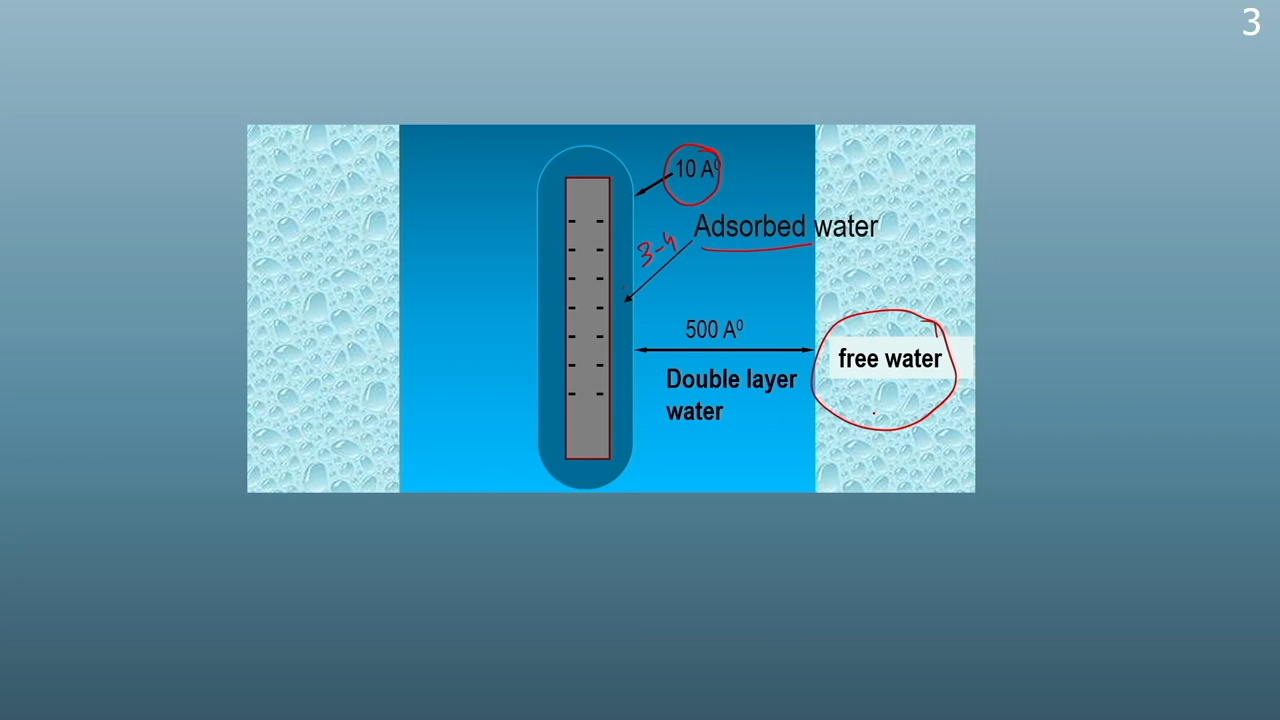 3
10 A⁰
Adsorbed water
3-4
500 A⁰
free water
Double layer
water